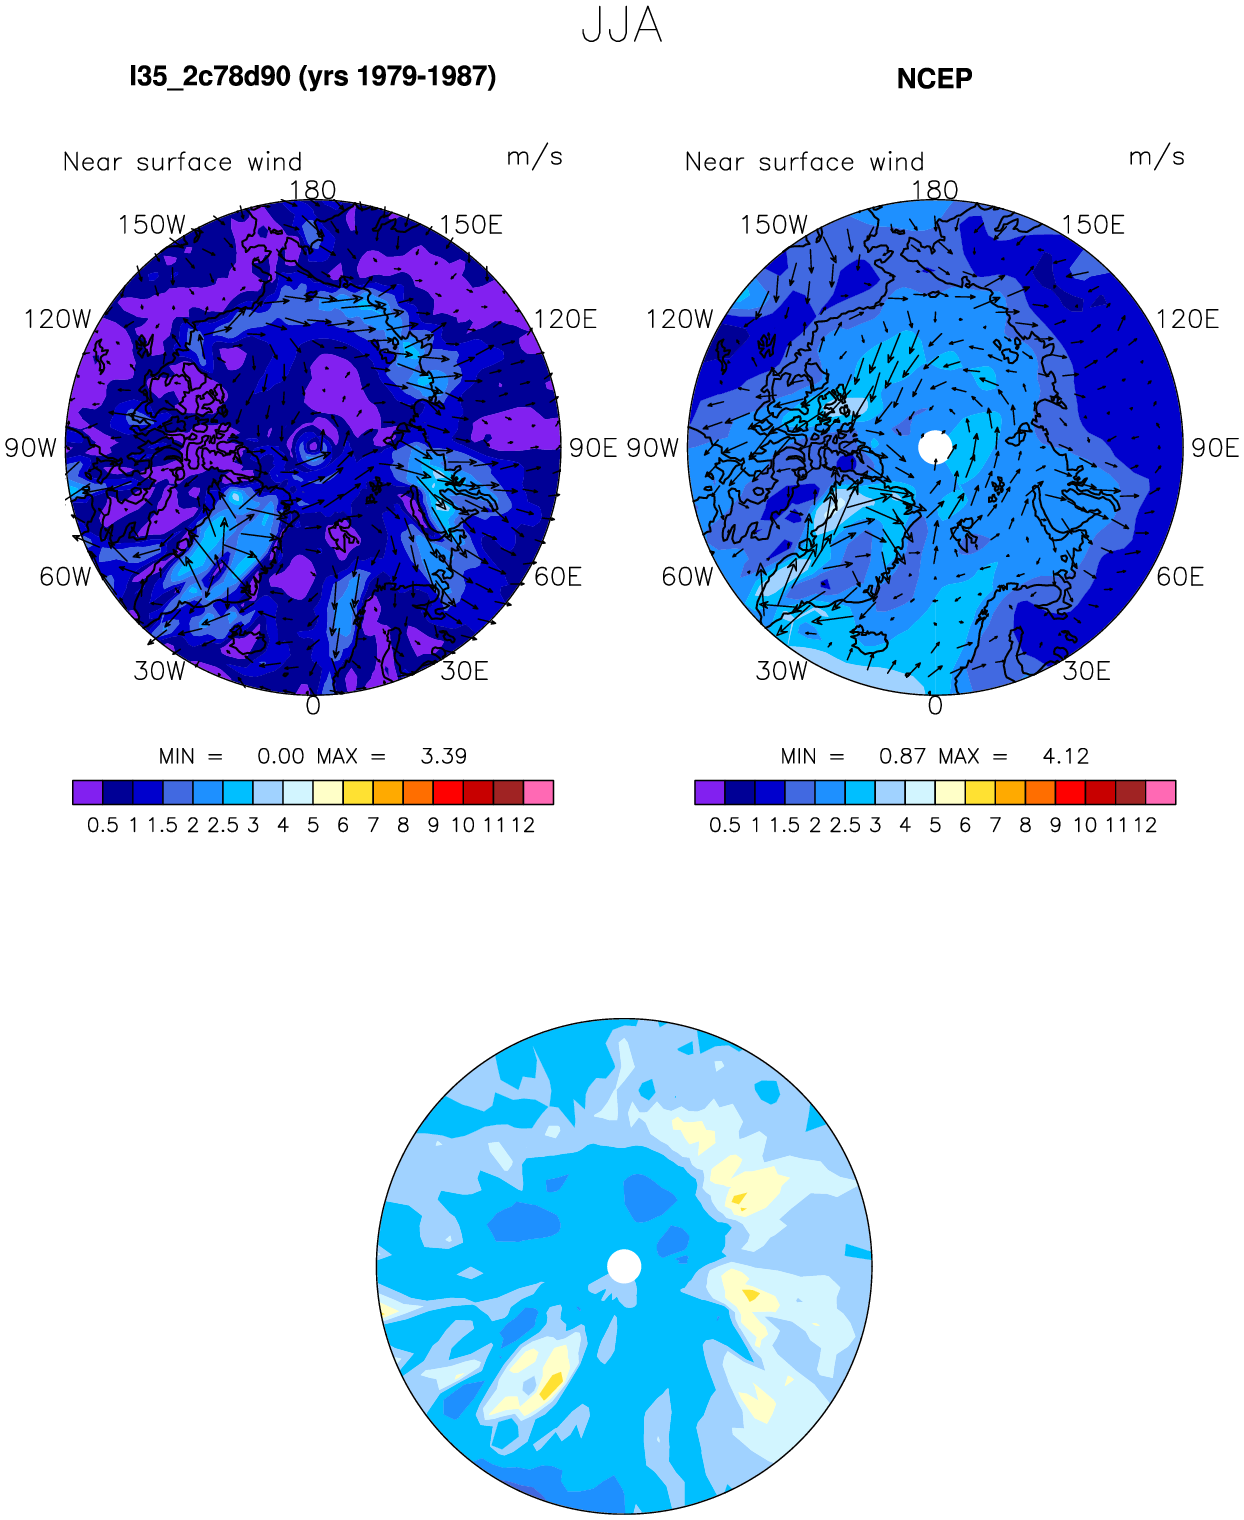 JJA
I35_2c78d90 (yrs 1979-1987)
NCEP
Near surface wind m/s
180
150W 150E
120W 120E
90W 90E
60W 60E
30W 30E
0
MIN = 0.00 MAX = 3.39
0.5 1 1.5 2 2.5 3 4 5 6 7 8 9 10 11 12
Near surface wind m/s
180
150W 150E
120W 120E
90W 90E
60W 60E
30W 30E
0
MIN = 0.87 MAX = 4.12
0.5 1 1.5 2 2.5 3 4 5 6 7 8 9 10 11 12